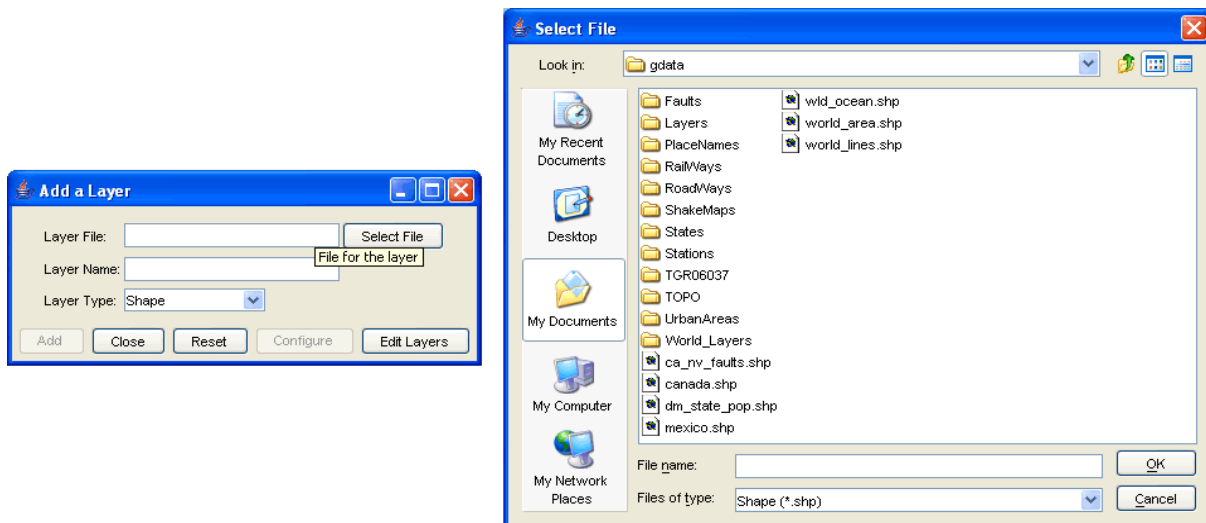 Add a Layer
Layer File:
Select File
File for the layer
Layer Name:
Layer Type: Shape
Add
Close
Reset
Configure
Edit Layers
Select File
Look in:
gdata
My Recent
Documents
Desktop
My Documents
My Computer
My Network
Places
Faults
Layers
PlaceNames
RailWays
RoadWays
ShakeMaps
States
Stations
TGR06037
TOPO
UrbanAreas
World_Layers
ca_nv_faults.shp
canada.shp
dm_state_pop.shp
mexico.shp
wld_ocean.shp
world_area.shp
world_lines.shp
File name:
OK
Files of type:
Shape (*.shp)
Cancel